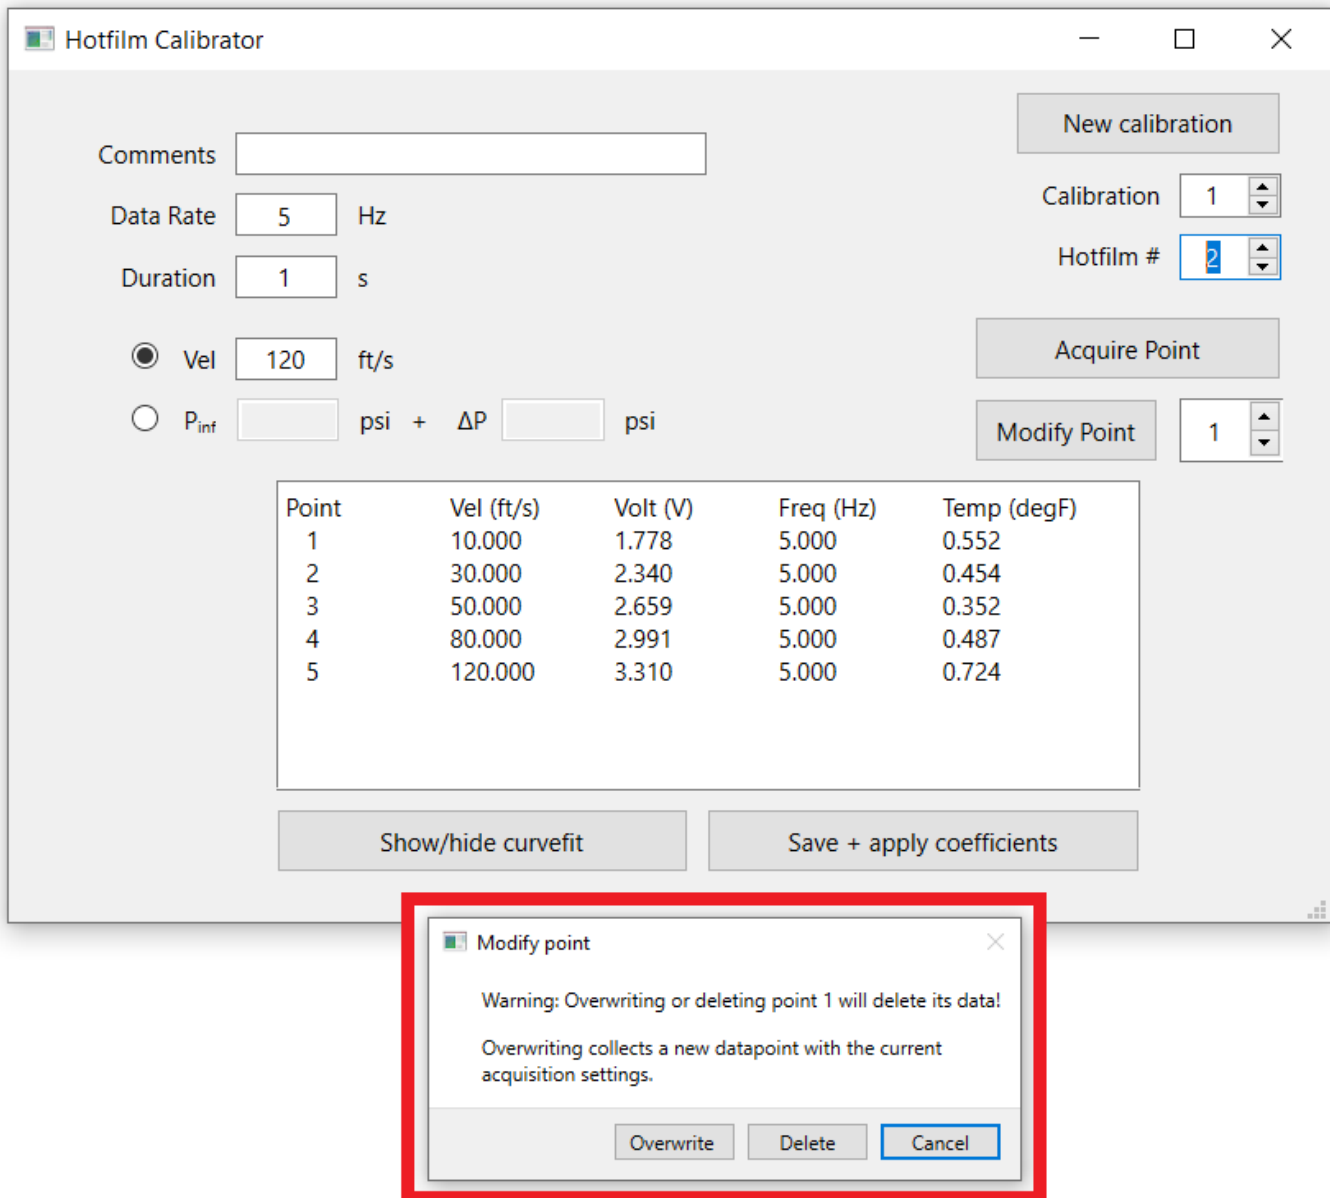 Hotfilm Calibrator
New calibration
Comments
Calibration 1
Data Rate 5 Hz
Hotfilm # 2
Duration 1 s
Acquire Point
Vel 120 ft/s
Pinf psi + ΔP psi
Modify Point 1
Point Vel (ft/s) Volt (V) Freq (Hz) Temp (degF)
1 10.000 1.778 5.000 0.552
2 30.000 2.340 5.000 0.454
3 50.000 2.659 5.000 0.352
4 80.000 2.991 5.000 0.487
5 120.000 3.310 5.000 0.724
Show/hide curvefit Save + apply coefficients
Modify point
Warning: Overwriting or deleting point 1 will delete its data!
Overwriting collects a new datapoint with the current
acquisition settings.
Overwrite Delete Cancel